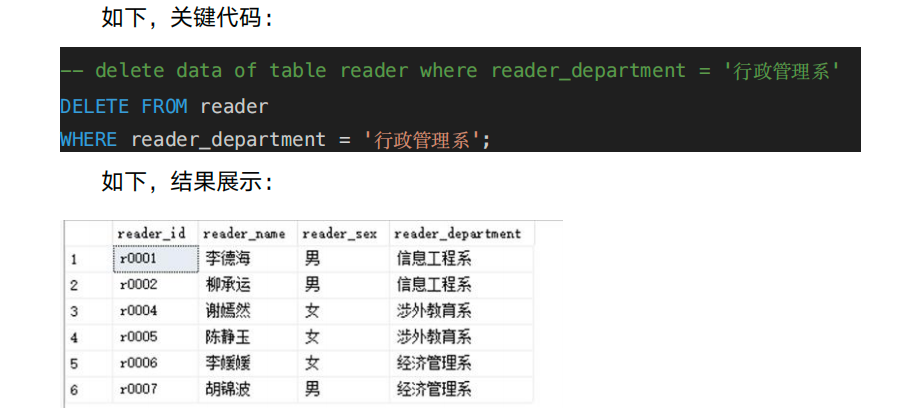 如下，关键代码：
-- delete data of table reader where reader_department = '行政管理系'
DELETE FROM reader
WHERE reader_department = '行政管理系';
如下，结果展示：
reader_id reader_name reader_sex reader_department
1 r0001 李德海 男 信息工程系
2 r0002 柳承运 男 信息工程系
3 r0004 谢嫣然 女 涉外教育系
4 r0005 陈静玉 女 涉外教育系
5 r0006 李媛媛 女 经济管理系
6 r0007 胡锦波 男 经济管理系